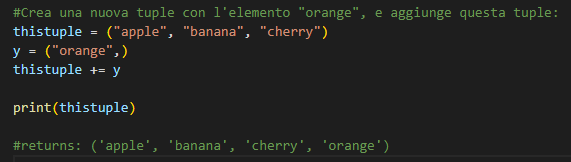 #Crea una nuova tuple con l'elemento "orange", e aggiunge questa tuple:
thistuple = ("apple", "banana", "cherry")
y = ("orange",)
thistuple += y
print(thistuple)
#returns: ('apple', 'banana', 'cherry', 'orange')